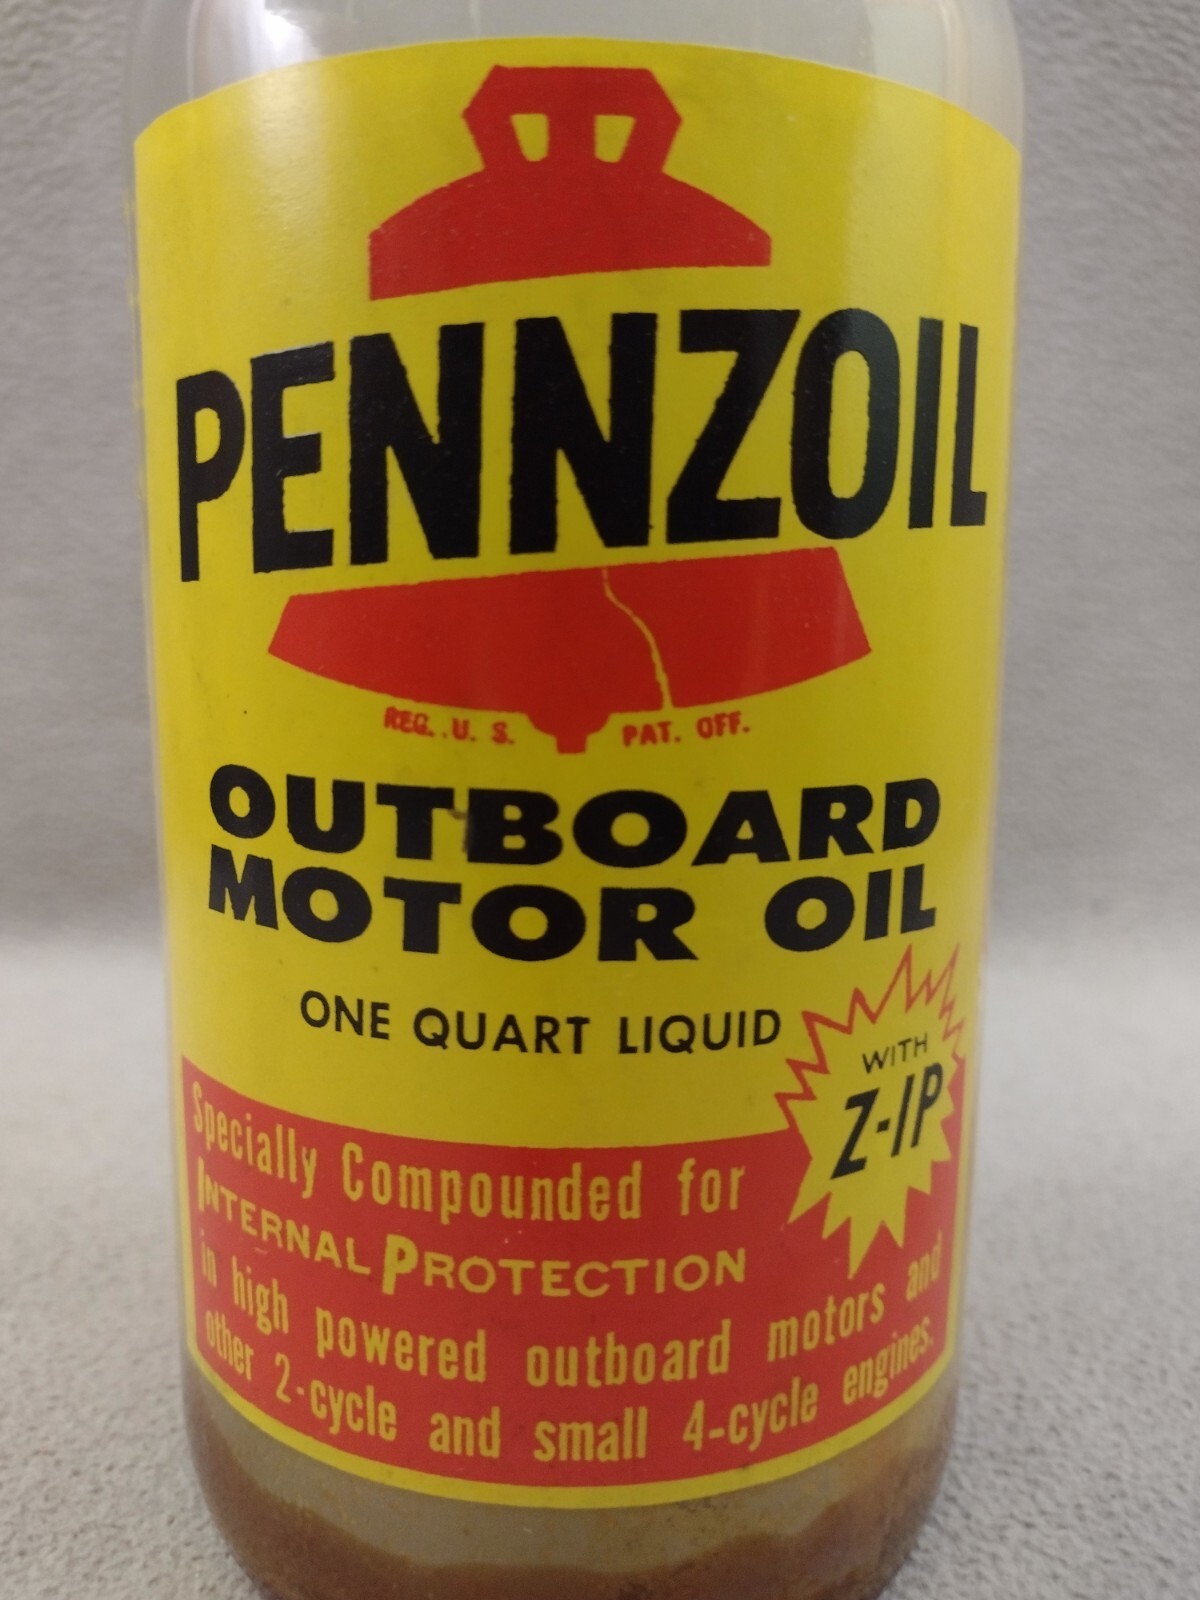 PENNZOIL
REG. U. S. PAT. OFF.
OUTBOARD
MOTOR OIL
ONE QUART LIQUID
WITH
Z-IP
Specially Compounded for
INTERNAL PROTECTION
in high powered outboard motors and
other 2-cycle and small 4-cycle engines.